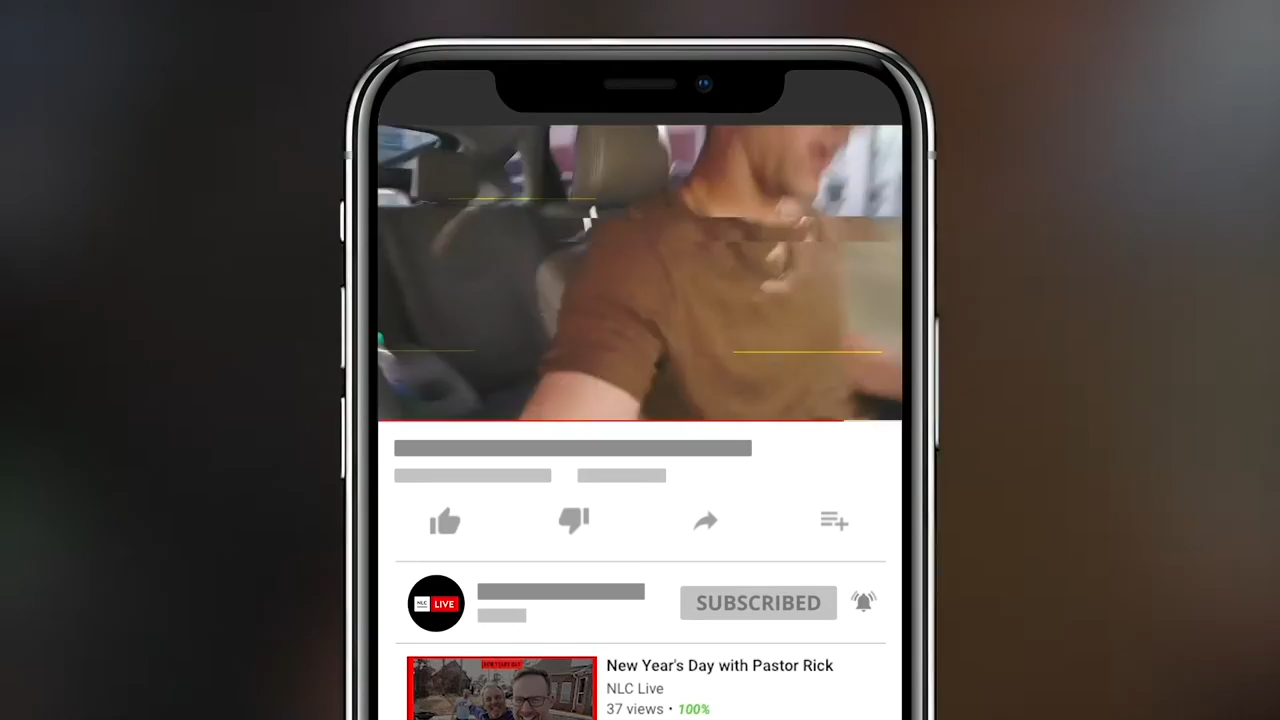 NLC LIVE
SUBSCRIBED
New Year's Day with Pastor Rick
NLC Live
37 views • 100%